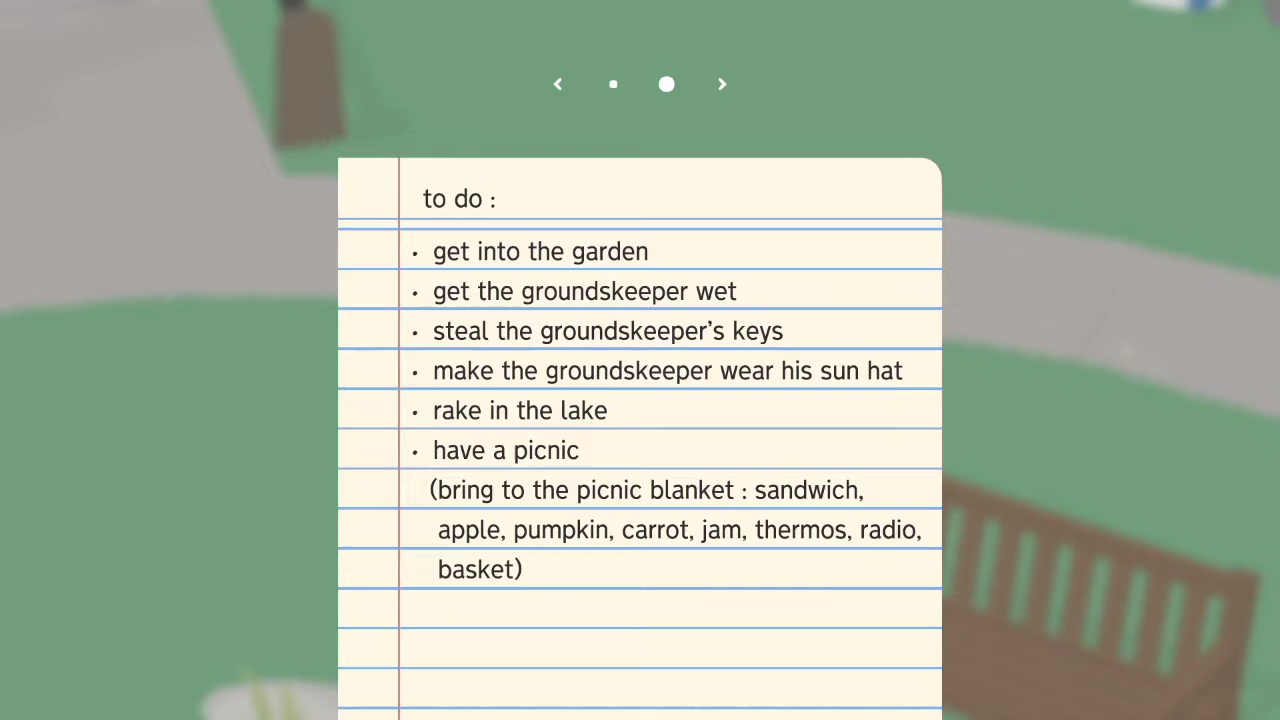 to do :
• get into the garden
• get the groundskeeper wet
• steal the groundskeeper’s keys
• make the groundskeeper wear his sun hat
• rake in the lake
• have a picnic
(bring to the picnic blanket : sandwich,
apple, pumpkin, carrot, jam, thermos, radio,
basket)